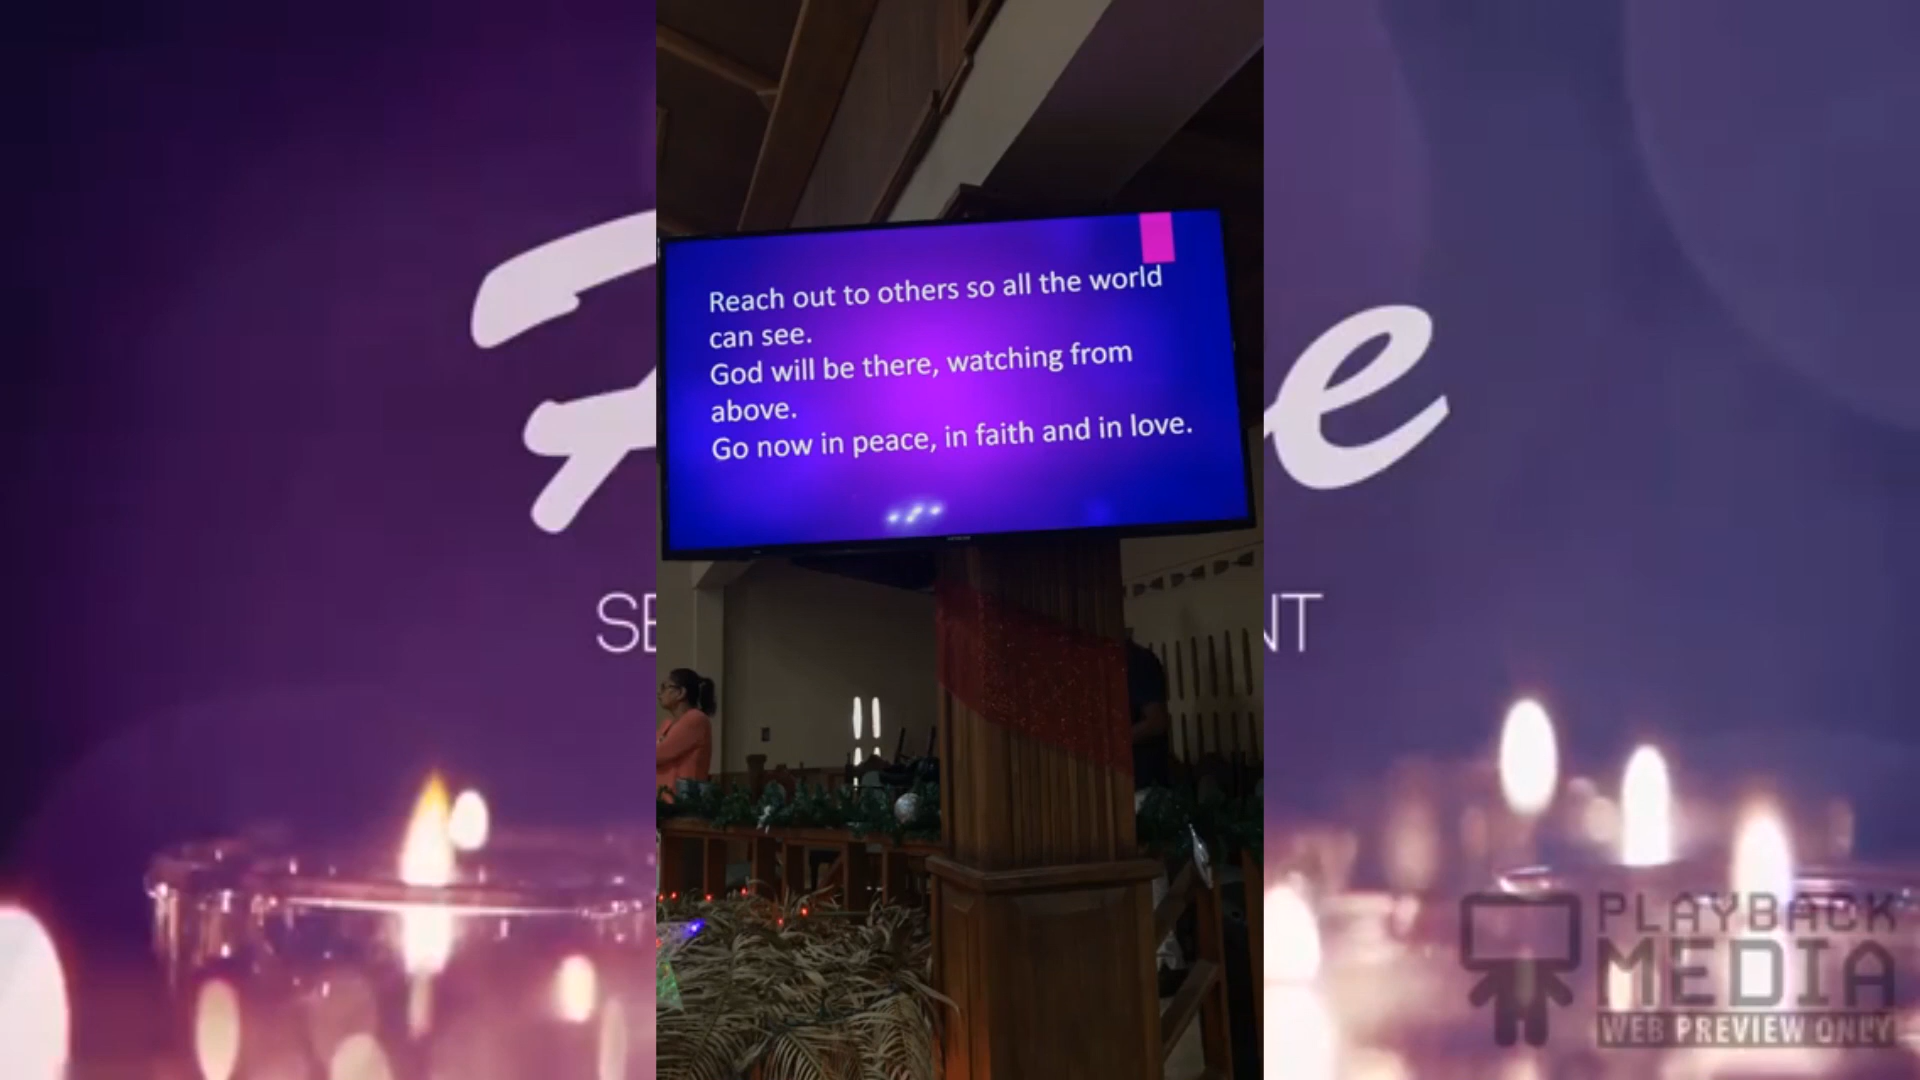 Reach out to others so all the world
can see.
God will be there, watching from
above.
Go now in peace, in faith and in love.
PLAYBACK
MEDIA
WEB PREVIEW ONLY